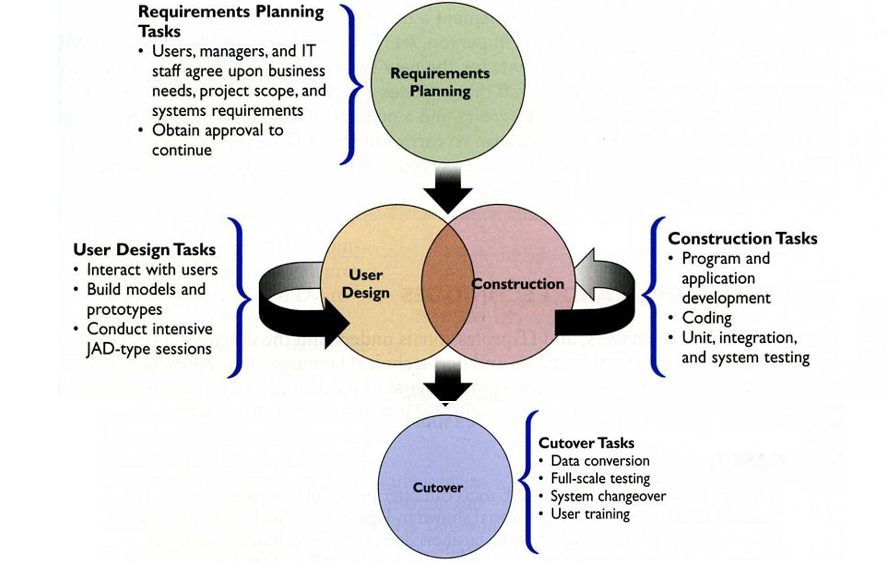 Requirements Planning
Tasks
• Users, managers, and IT
staff agree upon business
needs, project scope, and
systems requirements
• Obtain approval to
continue
Requirements
Planning
User Design Tasks
• Interact with users
• Build models and
prototypes
• Conduct intensive
JAD-type sessions
User
Design
Construction
Construction Tasks
• Program and
application
development
• Coding
• Unit, integration,
and system testing
Cutover
Cutover Tasks
• Data conversion
• Full-scale testing
• System changeover
• User training